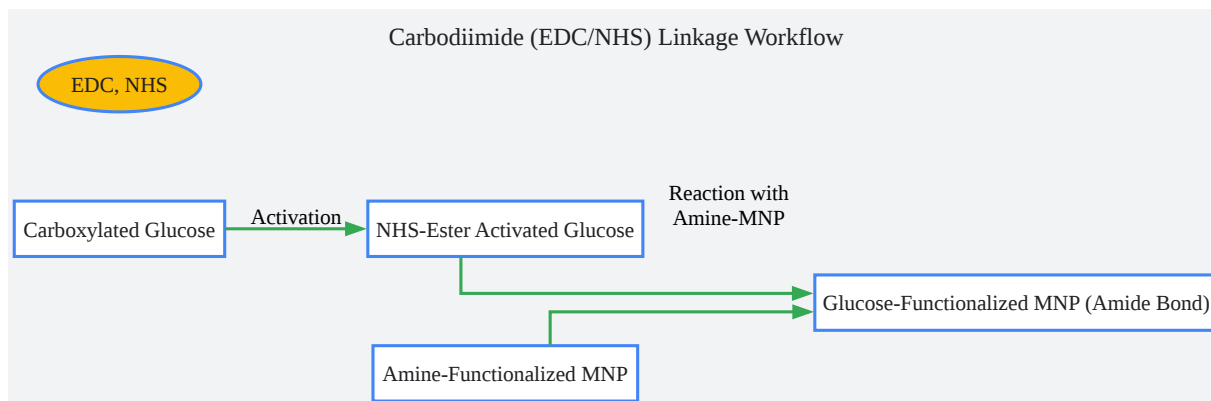 Carbodiimide (EDC/NHS) Linkage Workflow
EDC, NHS
Carboxylated Glucose
Activation
NHS-Ester Activated Glucose
Reaction with
Amine-MNP
Glucose-Functionalized MNP (Amide Bond)
Amine-Functionalized MNP